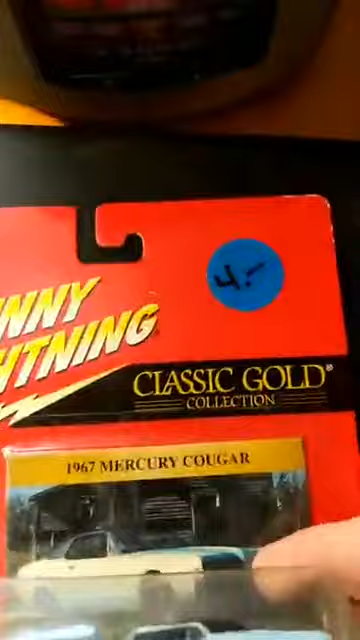 4.-
NNY
HTNING
CLASSIC GOLD®
COLLECTION
1967 MERCURY COUGAR